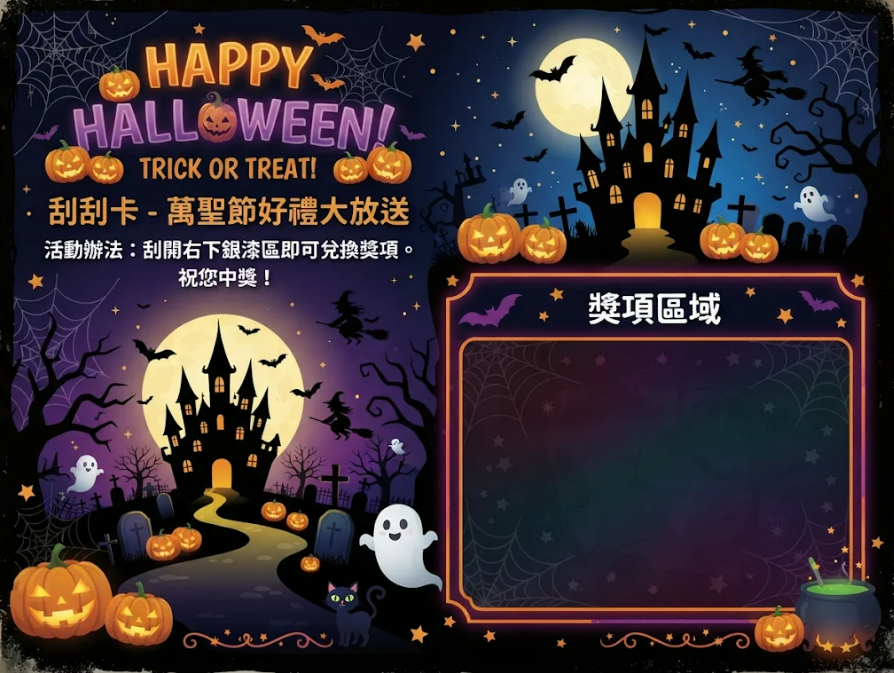 HAPPY
HALLOWEEN!
TRICK OR TREAT!
刮刮卡 - 萬聖節好禮大放送
活動辦法：刮開右下銀漆區即可兌換獎項。
祝您中獎！
獎項區域